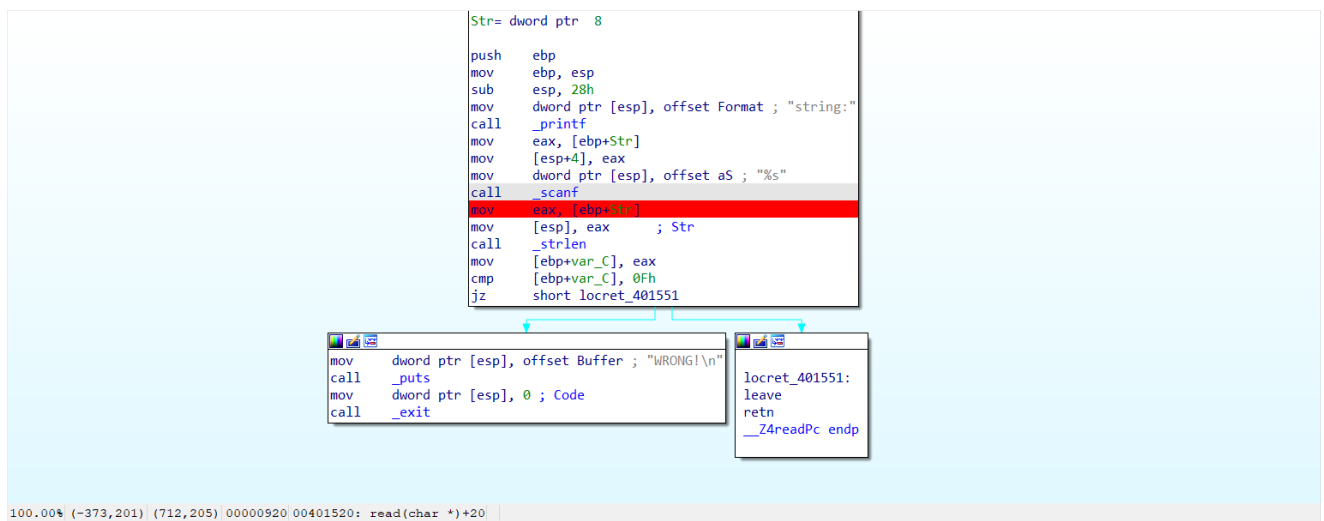 Str= dword ptr  8
push    ebp
mov     ebp, esp
sub     esp, 28h
mov     dword ptr [esp], offset Format ; "string:"
call    _printf
mov     eax, [ebp+Str]
mov     [esp+4], eax
mov     dword ptr [esp], offset aS ; "%s"
call    _scanf
mov     eax, [ebp+Str]
mov     [esp], eax      ; Str
call    _strlen
mov     [ebp+var_C], eax
cmp     [ebp+var_C], 0Fh
jz      short locret_401551
mov     dword ptr [esp], offset Buffer ; "WRONG!\n"
call    _puts
mov     dword ptr [esp], 0 ; Code
call    _exit
locret_401551:
leave
retn
__Z4readPc endp
100.00% (-373,201) (712,205) 00000920 00401520: read(char *)+20